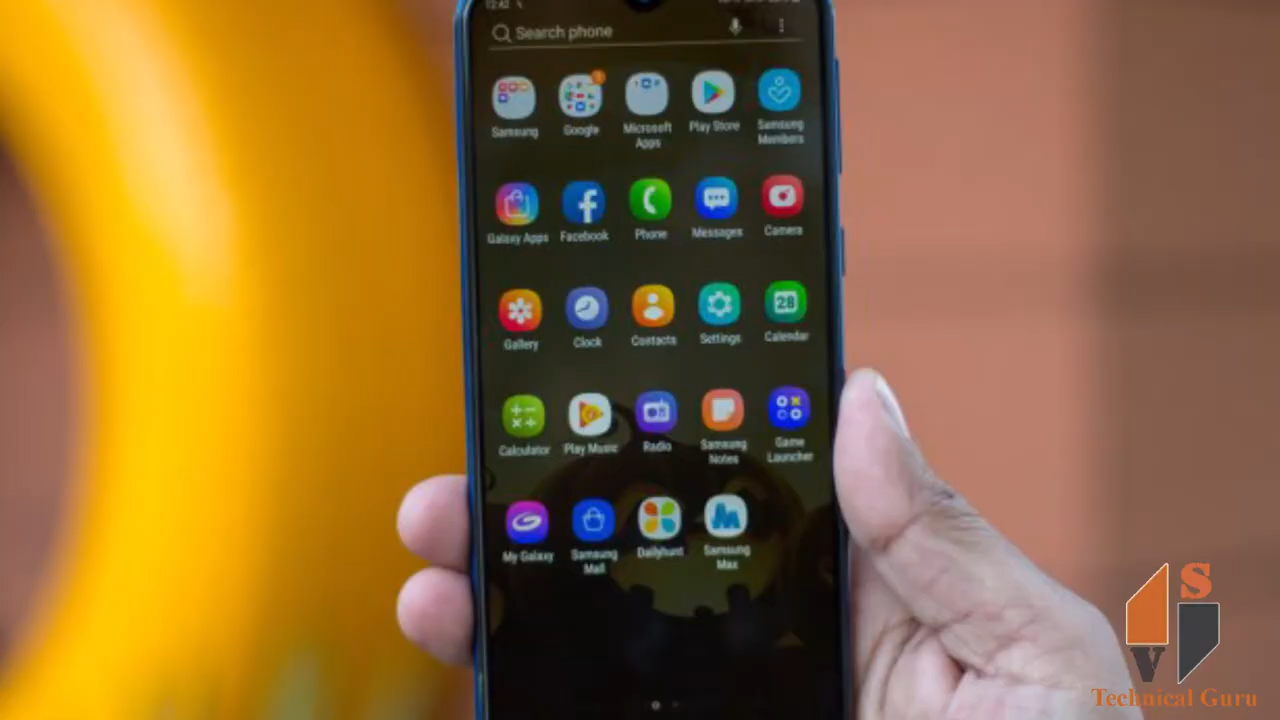 12:42
Search phone
Samsung
Google
Microsoft
Apps
Play Store
Samsung
Members
Galaxy Apps
Facebook
Phone
Messages
Camera
Gallery
Clock
Contacts
Settings
28
Calendar
Calculator
Play Music
Radio
Samsung
Notes
Game
Launcher
My Galaxy
Samsung
Mall
Dailyhunt
Samsung
Max
S
V
Technical Guru